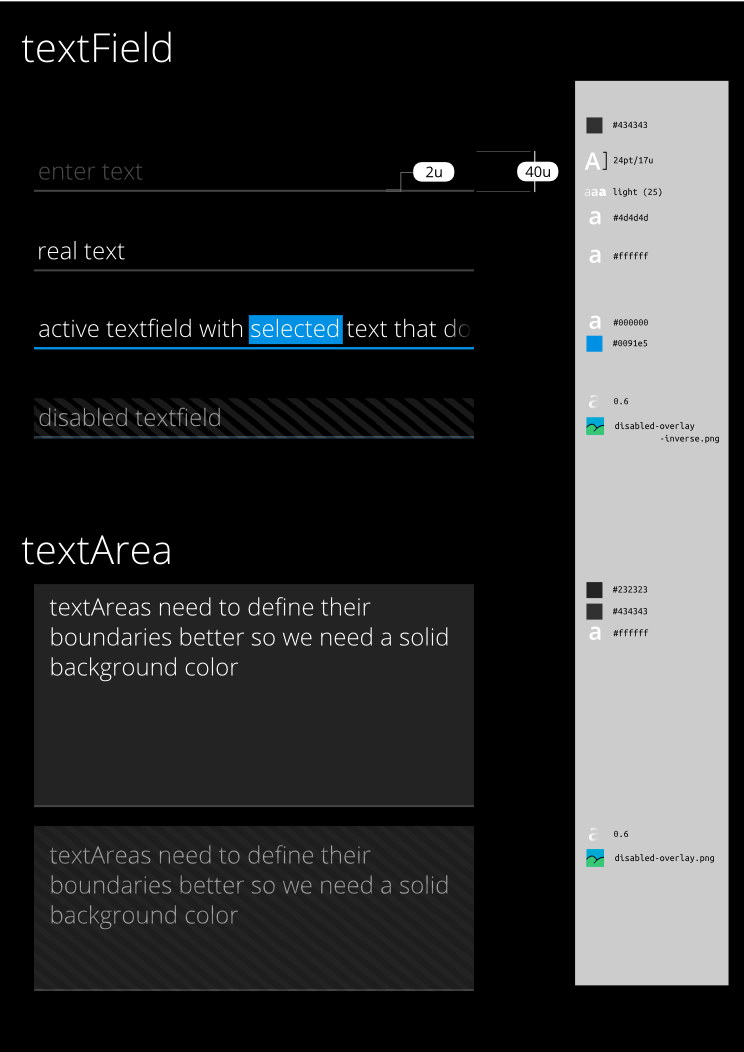 textField
#434343
enter text
2u
40u
A
24pt/17u
aaa
light (25)
a
#4d4d4d
real text
a
#ffffff
active textfield with selected text that do
a
#000000
#0091e5
disabled textfield
a
0.6
disabled-overlay
-inverse.png
textArea
textAreas need to define their
boundaries better so we need a solid
background color
#232323
#434343
a
#ffffff
textAreas need to define their
boundaries better so we need a solid
background color
a
0.6
disabled-overlay.png